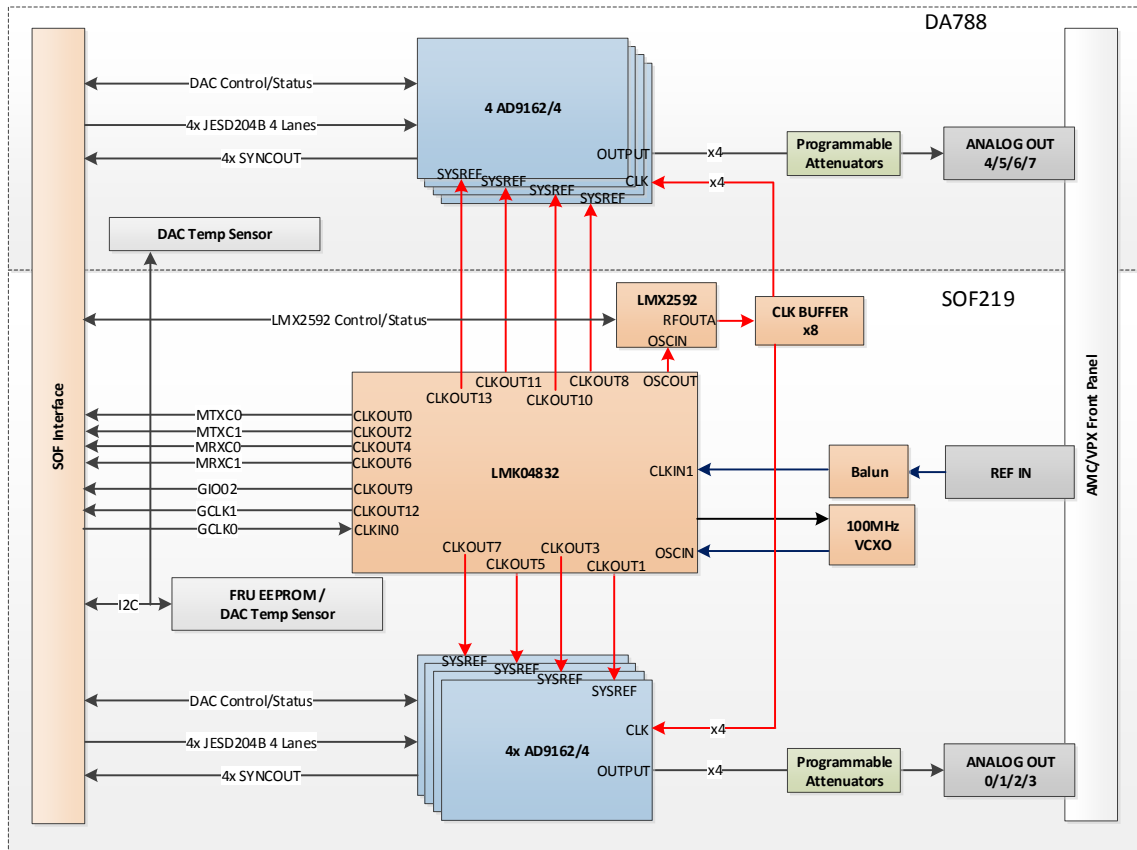 DA788
SOF Interface
AMC/VPX Front Panel
DAC Control/Status
4x JESD204B 4 Lanes
4x SYNCOUT
4 AD9162/4
OUTPUT
CLK
SYSREF
SYSREF
SYSREF
SYSREF
x4
x4
Programmable
Attenuators
ANALOG OUT
4/5/6/7
DAC Temp Sensor
SOF219
LMX2592 Control/Status
LMX2592
RFOUTA
OSCIN
CLK BUFFER
x8
CLKOUT13
CLKOUT11
CLKOUT10
CLKOUT8
OSCOUT
MTXC0
MTXC1
MRXC0
MRXC1
GIO02
GCLK1
GCLK0
CLKOUT0
CLKOUT2
CLKOUT4
CLKOUT6
CLKOUT9
CLKOUT12
CLKIN0
LMK04832
CLKIN1
OSCIN
Balun
REF IN
100MHz
VCXO
CLKOUT7
CLKOUT5
CLKOUT3
CLKOUT1
I2C
FRU EEPROM /
DAC Temp Sensor
SYSREF
SYSREF
SYSREF
SYSREF
DAC Control/Status
4x JESD204B 4 Lanes
4x SYNCOUT
4x AD9162/4
CLK
OUTPUT
x4
x4
Programmable
Attenuators
ANALOG OUT
0/1/2/3